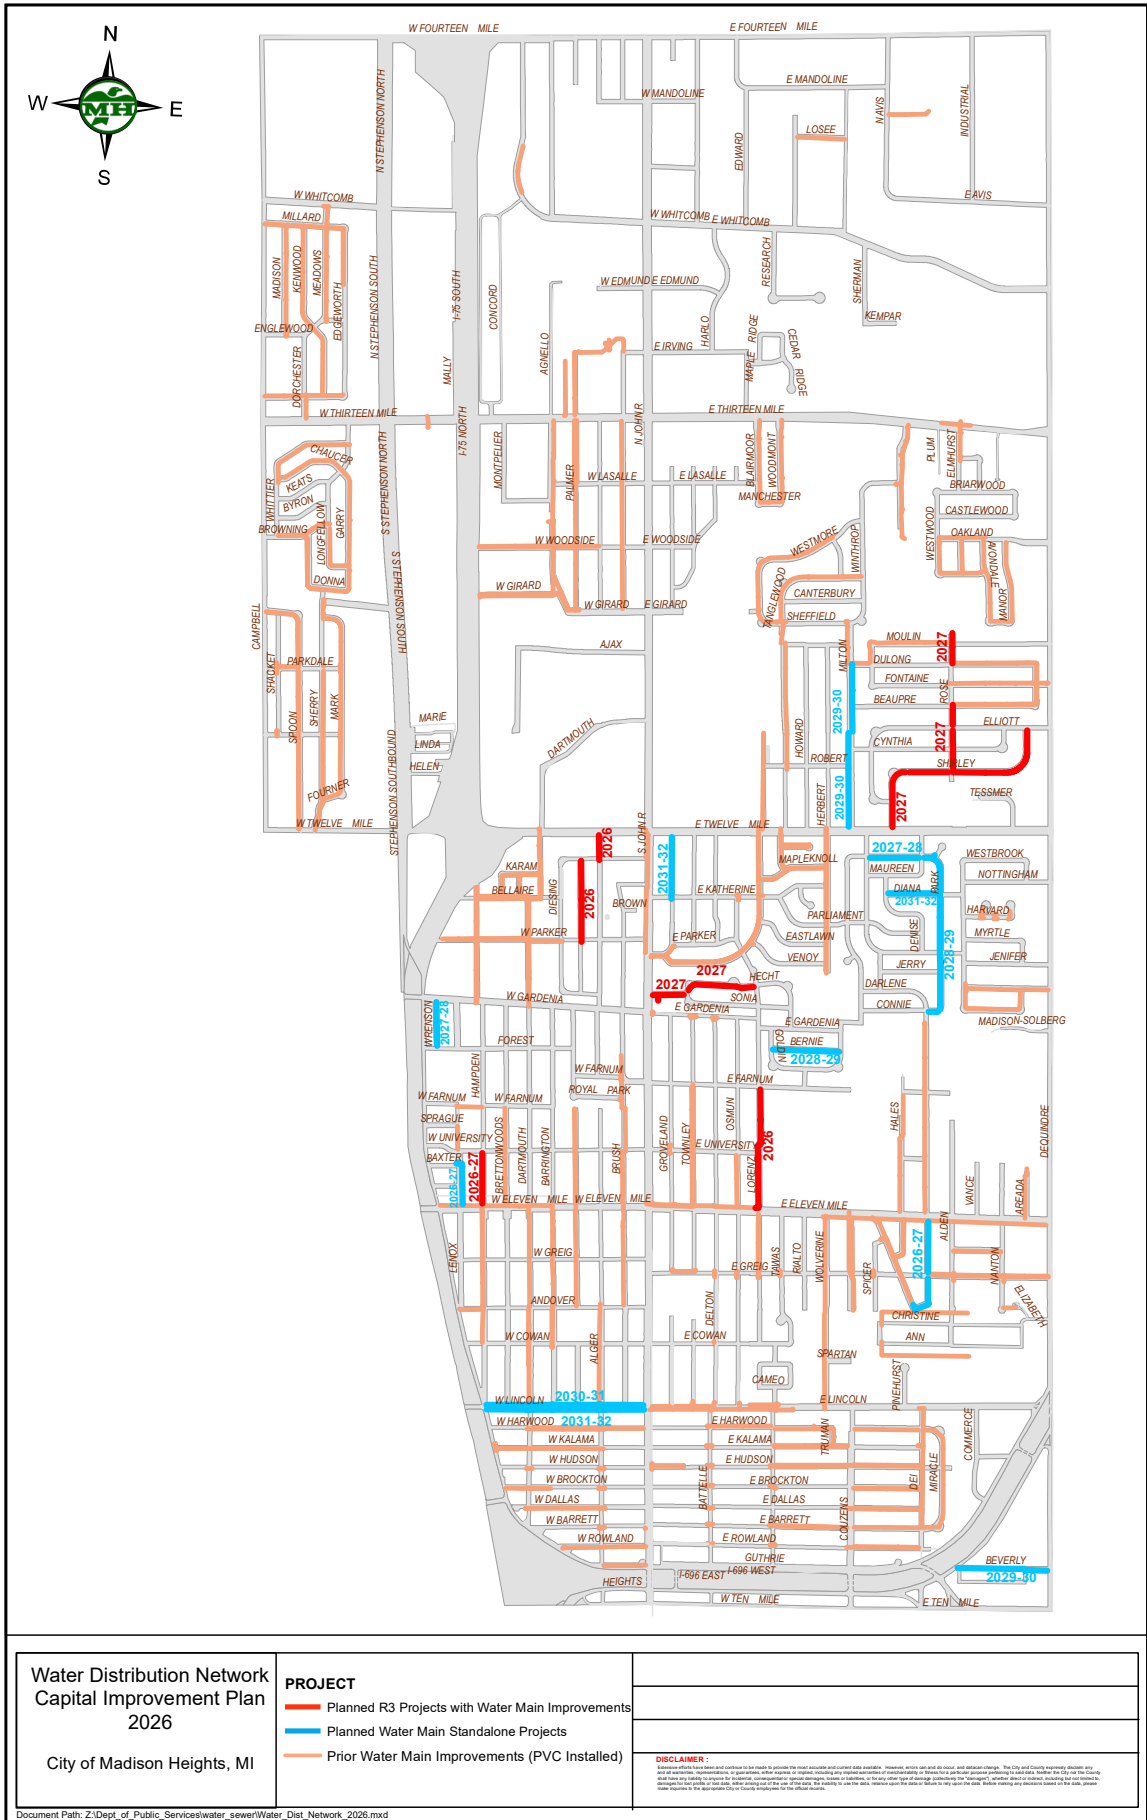 N
W
E
S
MH
W FOURTEEN MILE
E FOURTEEN MILE
E MANDOLINE
W MANDOLINE
N STEPHENSON NORTH
EDWARD
LOSEE
N AVIS
INDUSTRIAL
E AVIS
W WHITCOMB
MILLARD
W WHITCOMB
E WHITCOMB
MADISON
KENWOOD
MEADOWS
EDGEWORTH
N STEPHENSON SOUTH
I-75 SOUTH
CONCORD
W EDMUND
E EDMUND
RESEARCH
SHERMAN
KEMPAR
ENGLEWOOD
DORCHESTER
MALLY
AGNELLO
E IRVING
HARLO
MAPLE RIDGE
CEDAR RIDGE
W THIRTEEN MILE
E THIRTEEN MILE
I-75 NORTH
N JOHN R
CHAUCER
WHITTIER
KEATS
BYRON
BROWNING
LONGFELLOW
GARRY
DONNA
S STEPHENSON NORTH
S STEPHENSON SOUTH
MONTPELIER
PALMER
W LASALLE
E LASALLE
BLAIRMOOR
WOODMONT
MANCHESTER
PLUM
ELMHURST
BRIARWOOD
CASTLEWOOD
WESTWOOD
OAKLAND
AVONDALE
MANOR
W WOODSIDE
E WOODSIDE
WESTMORE
WINTHROP
W GIRARD
W GIRARD
E GIRARD
TANGLEWOOD
CANTERBURY
SHEFFIELD
CAMPBELL
SHACKET
PARKDALE
SPOON
SHERRY
MARK
FOURNER
AJAX
MARIE
LINDA
HELEN
DARTMOUTH
MILTON
MOULIN
DULONG
FONTAINE
BEAUPRE
ROSE
2027
ELLIOTT
CYNTHIA
2027
SHIRLEY
TESSMER
2027
HOWARD
ROBERT
HERBERT
2029-30
2029-30
W TWELVE MILE
E TWELVE MILE
STEPHENSON SOUTHBOUND
S JOHN R
2026
2026
2031-32
KARAM
BELLAIRE
DIESING
BROWN
E KATHERINE
MAPLEKNOLL
2027-28
MAUREEN
DIANA
2031-32
PARK
WESTBROOK
NOTTINGHAM
HARVARD
MYRTLE
JENIFER
W PARKER
E PARKER
PARLIAMENT
EASTLAWN
VENOY
DENISE
JERRY
2028-29
DARLENE
CONNIE
MADISON-SOLBERG
2027
2027
HECHT
SONIA
W GARDENIA
E GARDENIA
E GARDENIA
WRENSON
2027-28
FOREST
GOLDIN
BERNIE
2028-29
W FARNUM
E FARNUM
HAMPDEN
ROYAL PARK
W FARNUM
W FARNUM
SPRAGUE
W UNIVERSITY
BAXTER
2026-27
2026-27
BRETTONWOODS
DARTMOUTH
BARRINGTON
BRUSH
GROVELAND
TOWNLEY
OSMUN
E UNIVERSITY
LORENZ
2026
HALES
DEQUINDRE
VANCE
AREADA
W ELEVEN MILE
W ELEVEN MILE
E ELEVEN MILE
ALDEN
LENOX
W GREIG
E GREIG
TAWAS
RIALTO
WOLVERINE
SPICER
2026-27
NANTON
ELIZABETH
ANDOVER
DELTON
CHRISTINE
ANN
W COWAN
ALGER
E COWAN
SPARTAN
PINEHURST
CAMEO
W LINCOLN
2030-31
E LINCOLN
W HARWOOD
2031-32
E HARWOOD
TRUMAN
COMMERCE
W KALAMA
E KALAMA
W HUDSON
E HUDSON
W BROCKTON
BATTELLE
E BROCKTON
DEI
MIRACLE
W DALLAS
E DALLAS
COUZENS
W BARRETT
E BARRETT
W ROWLAND
E ROWLAND
GUTHRIE
HEIGHTS
I-696 EAST
I-696 WEST
BEVERLY
2029-30
W TEN MILE
E TEN MILE
Water Distribution Network
Capital Improvement Plan
2026
City of Madison Heights, MI
PROJECT
Planned R3 Projects with Water Main Improvements
Planned Water Main Standalone Projects
Prior Water Main Improvements (PVC Installed)
DISCLAIMER :
Document Path: Z:\Dept_of_Public_Services\water_sewer\Water_Dist_Network_2026.mxd